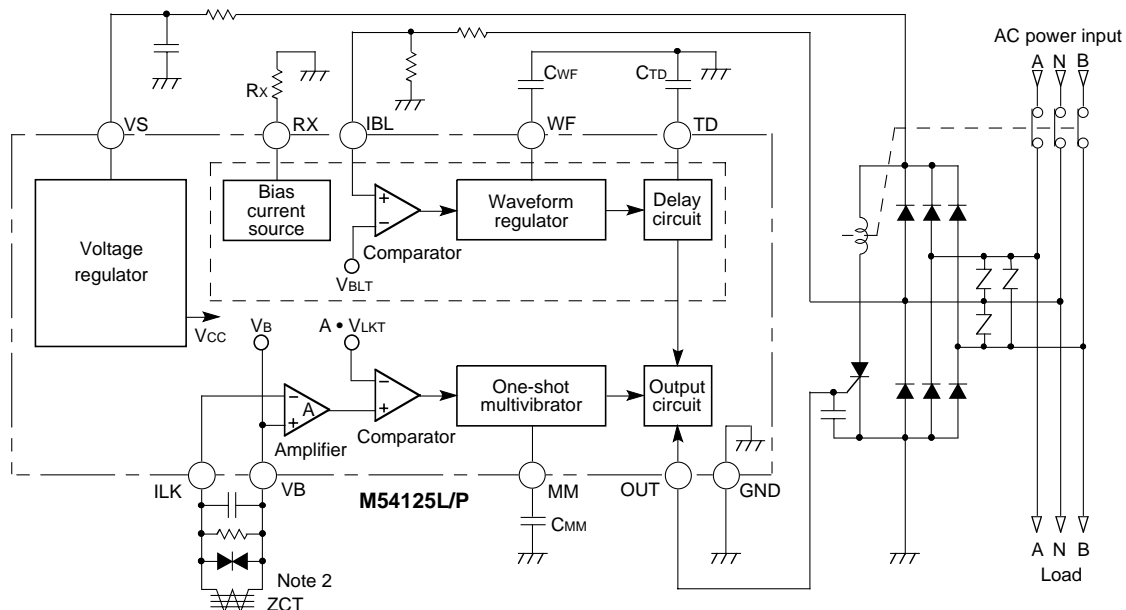 AC power input
A N B
CWF
CTD
RX
VS
RX
IBL
WF
TD
Voltage
regulator
Bias
current
source
Comparator
Waveform
regulator
Delay
circuit
VBLT
VCC
VB
A • VLKT
A
Amplifier
Comparator
One-shot
multivibrator
Output
circuit
ILK
VB
M54125L/P
MM
OUT
GND
CMM
A N B
Load
Note 2
ZCT